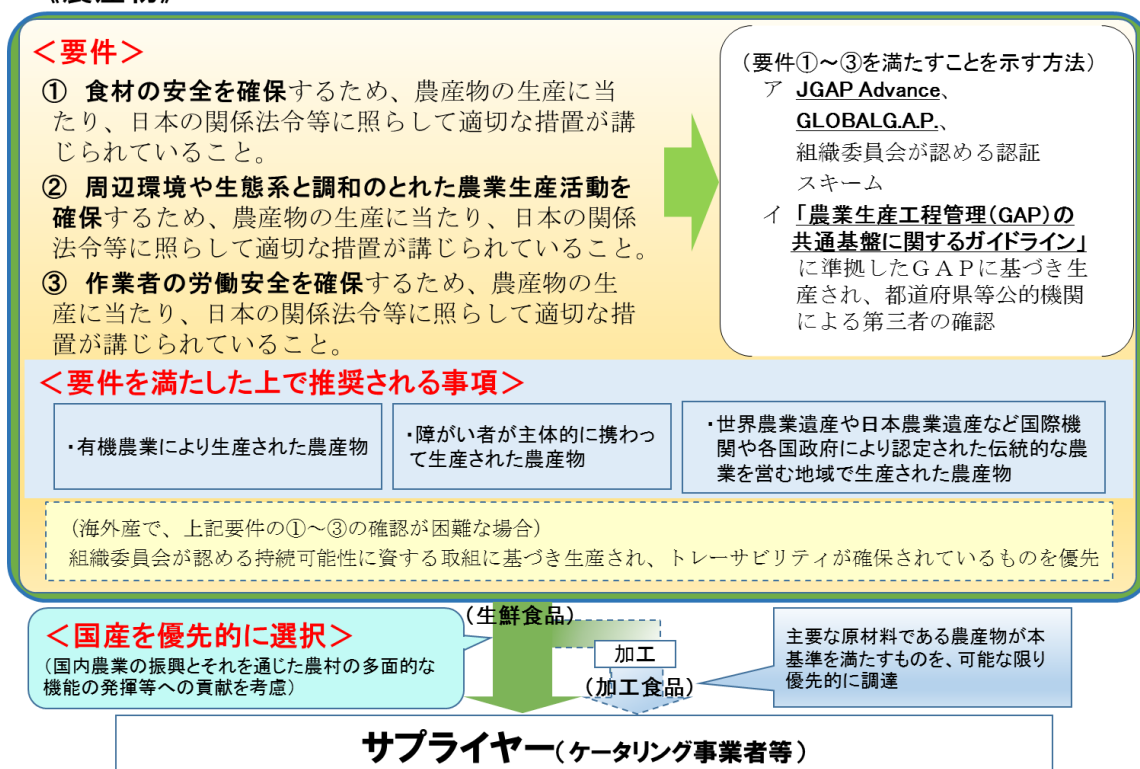 《農産物》
＜要件＞
① 食材の安全を確保するため、農産物の生産に当
たり、日本の関係法令等に照らして適切な措置が講
じられていること。
② 周辺環境や生態系と調和のとれた農業生産活動を
確保するため、農産物の生産に当たり、日本の関係
法令等に照らして適切な措置が講じられていること。
③ 作業者の労働安全を確保するため、農産物の生
産に当たり、日本の関係法令等に照らして適切な措
置が講じられていること。
(要件①～③を満たすことを示す方法)
ア JGAP Advance、
GLOBALG.A.P.、
組織委員会が認める認証
スキーム
イ 「農業生産工程管理(GAP)の
共通基盤に関するガイドライン」
に準拠したＧＡＰに基づき生
産され、都道府県等公的機関
による第三者の確認
＜要件を満たした上で推奨される事項＞
・有機農業により生産された農産物
・障がい者が主体的に携わっ
て生産された農産物
・世界農業遺産や日本農業遺産など国際機
関や各国政府により認定された伝統的な農
業を営む地域で生産された農産物
(海外産で、上記要件の①～③の確認が困難な場合)
組織委員会が認める持続可能性に資する取組に基づき生産され、トレーサビリティが確保されているものを優先
＜国産を優先的に選択＞
(国内農業の振興とそれを通じた農村の多面的な
機能の発揮等への貢献を考慮)
(生鮮食品)
加工
(加工食品)
主要な原材料である農産物が本
基準を満たすものを、可能な限り
優先的に調達
サプライヤー(ケータリング事業者等)